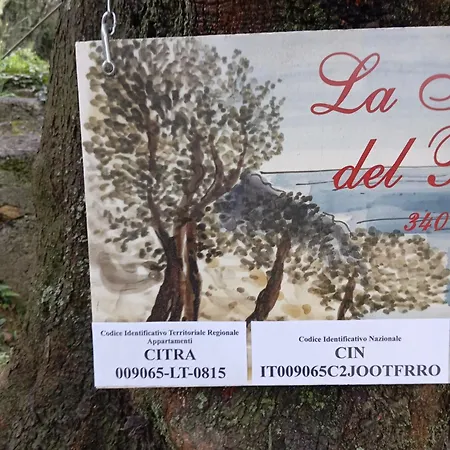 La
del
340
Codice Identificativo Territoriale Regionale
Appartamenti
CITRA
009065-LT-0815
Codice Identificativo Nazionale
CIN
IT009065C2JOOTFRRO